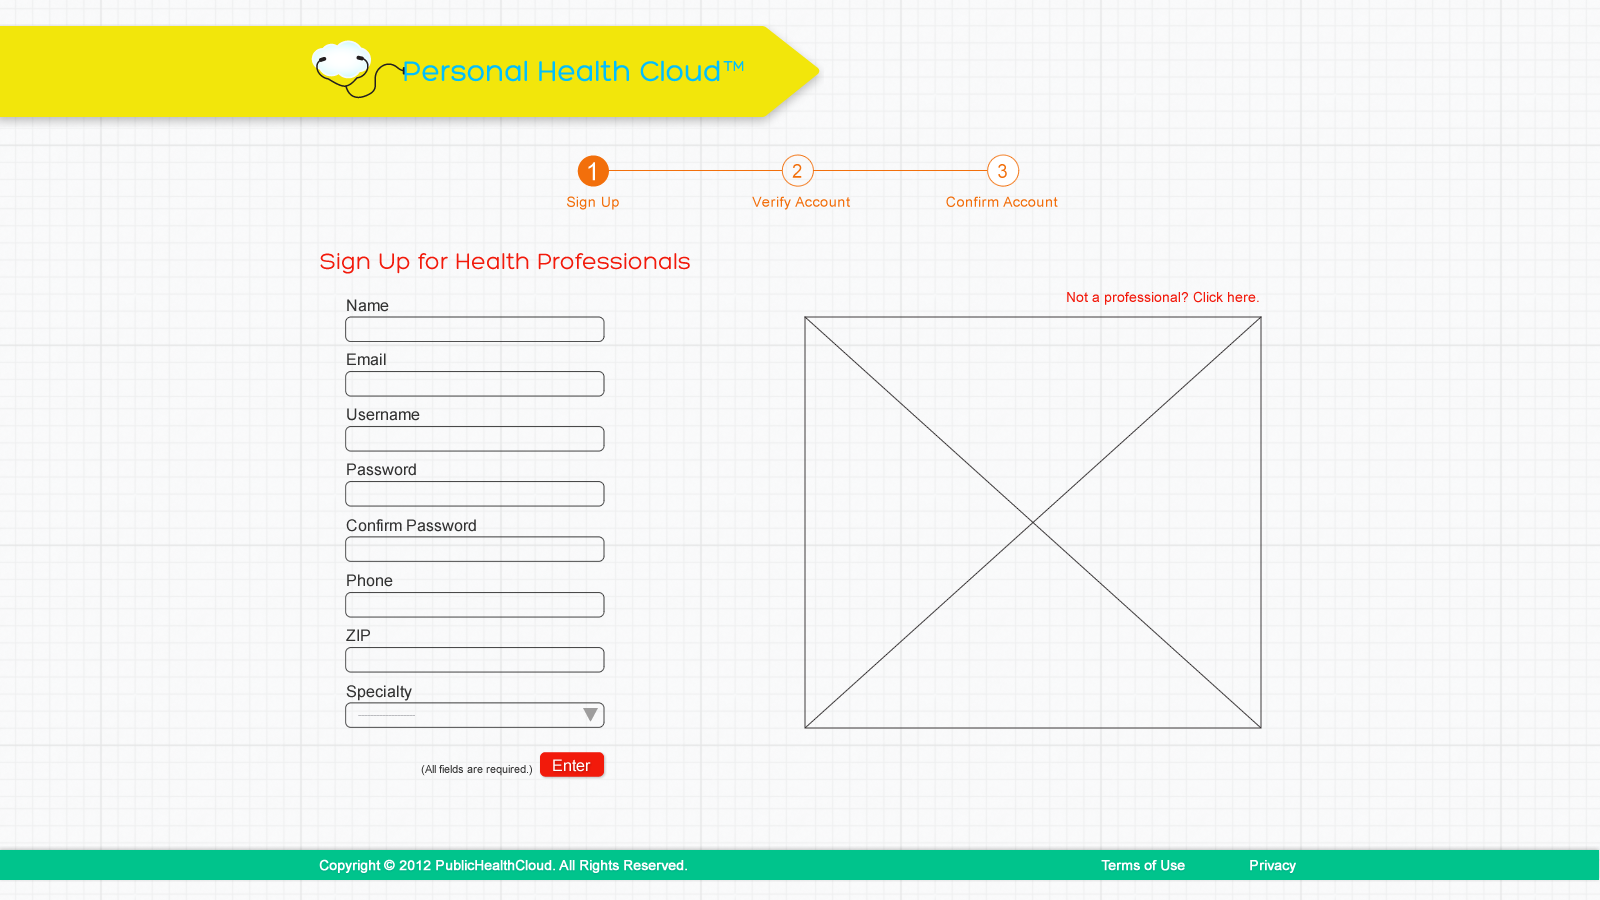 Personal Health Cloud™
1
2
3
Sign Up
Verify Account
Confirm Account
Sign Up for Health Professionals
Not a professional? Click here.
Name
Email
Username
Password
Confirm Password
Phone
ZIP
Specialty
(All fields are required.)
Enter
Copyright © 2012 PublicHealthCloud. All Rights Reserved.
Terms of Use
Privacy